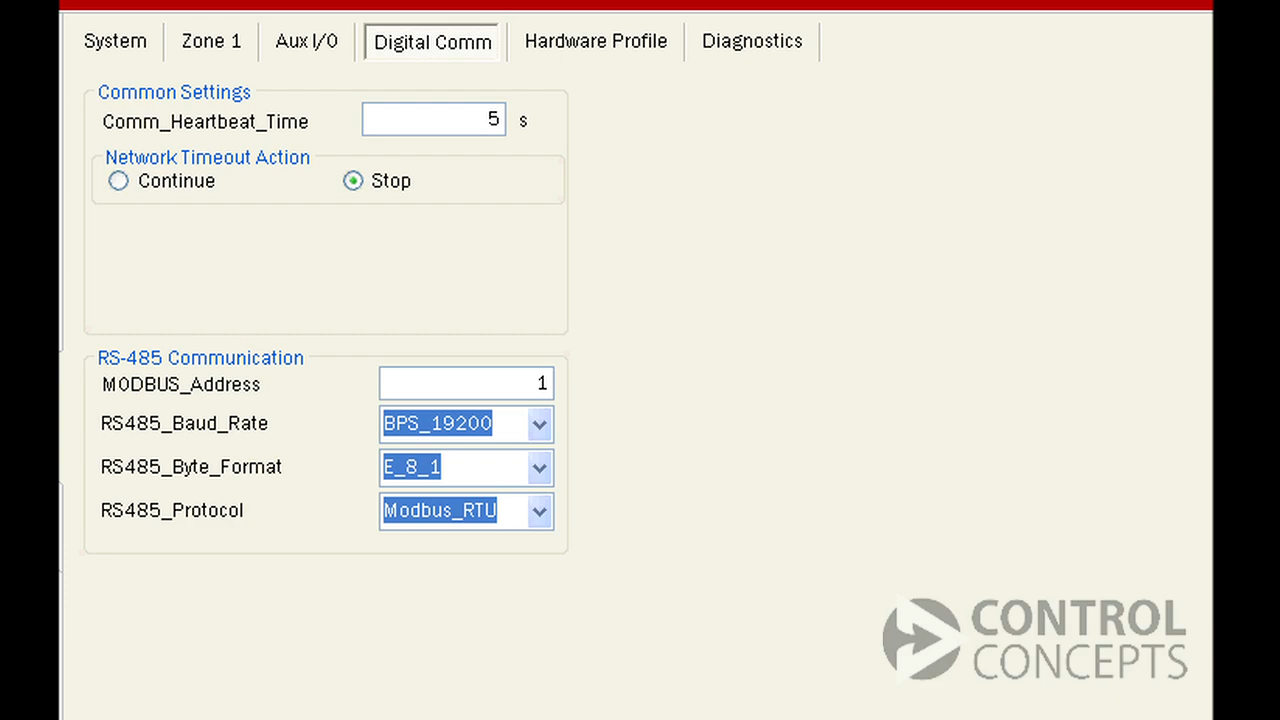 System Zone 1 Aux I/O Digital Comm Hardware Profile Diagnostics
Common Settings
Comm_Heartbeat_Time 5 s
Network Timeout Action
Continue Stop
RS-485 Communication
MODBUS_Address 1
RS485_Baud_Rate BPS_19200
RS485_Byte_Format E_8_1
RS485_Protocol Modbus_RTU
CONTROL
CONCEPTS